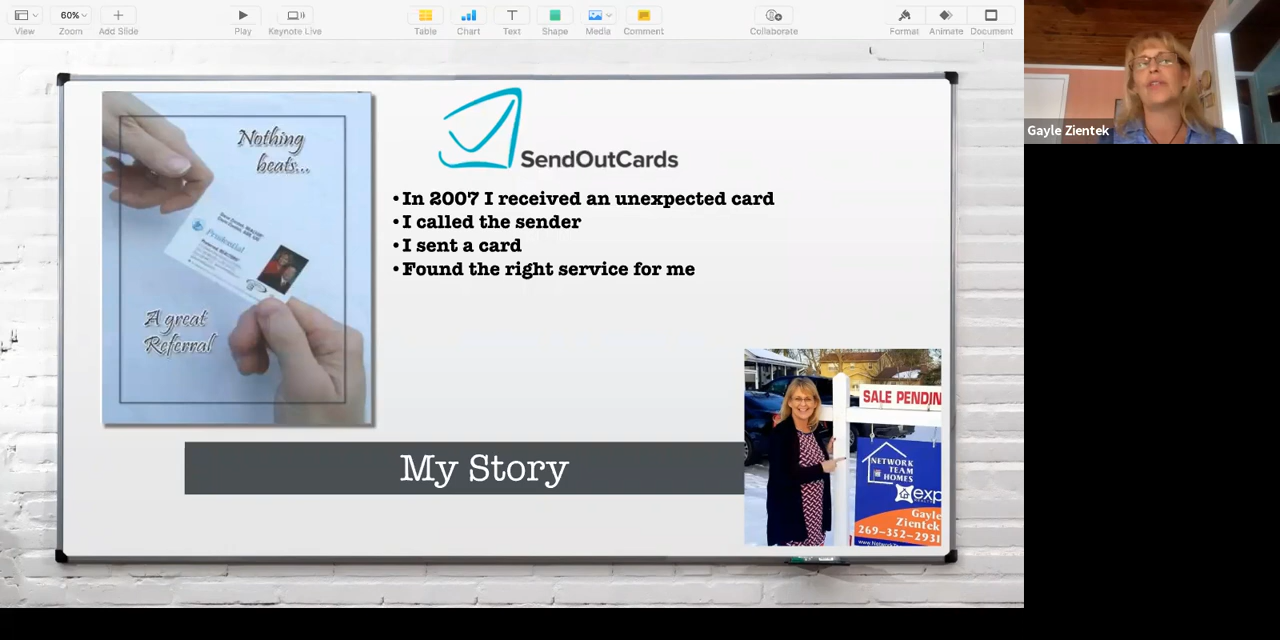 View
60%
Zoom
Add Slide
Play
Keynote Live
Table
Chart
Text
Shape
Media
Comment
Collaborate
Format
Animate
Document
Gayle Zientek
Nothing
beats...
Prudential
A great
Referral
SendOutCards
•In 2007 I received an unexpected card
•I called the sender
•I sent a card
•Found the right service for me
My Story
SALE PENDIN
NETWORK
TEAM
HOMES
exp
Gayle
Zientek
269-352-2931